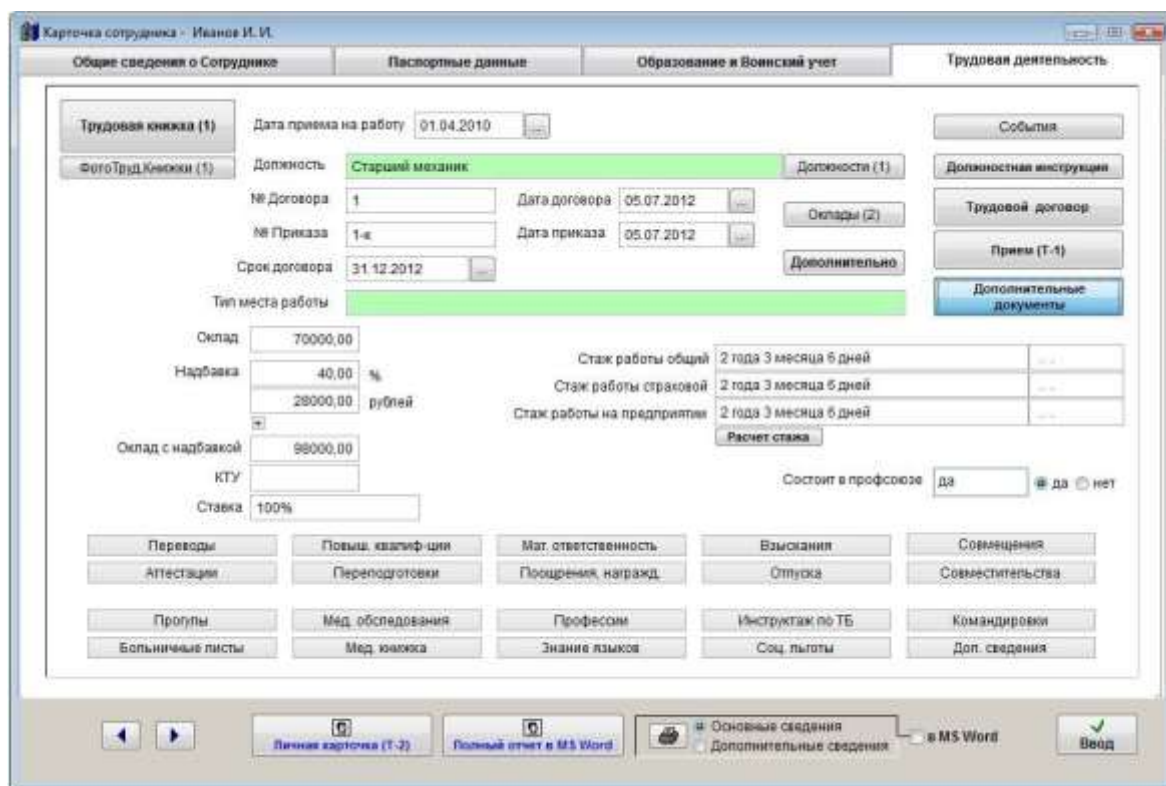 Карточка сотрудника - Иванов И. И.
Общие сведения о Сотруднике Паспортные данные Образование и Воинский учет Трудовая деятельность
Трудовая книжка (1) Дата приема на работу 01.04.2010 ... События
ФотоТруд.Книжки (1) Должность Старший механик Должности (1) Должностная инструкция
№ Договора 1 Дата договора 05.07.2012 ... Оклады (2) Трудовой договор
№ Приказа 1-к Дата приказа 05.07.2012 ...
Срок договора 31.12.2012 ... Дополнительно Прием (Т-1)
Тип места работы Дополнительные документы
Оклад 70000,00
Надбавка 40,00 %
28000,00 рублей
+
Оклад с надбавкой 98000,00
КТУ
Ставка 100%
Стаж работы общий 2 года 3 месяца 6 дней . .
Стаж работы страховой 2 года 3 месяца 6 дней . .
Стаж работы на предприятии 2 года 3 месяца 6 дней . .
Расчет стажа
Состоит в профсоюзе да да нет
Переводы Повыш. квалиф-ции Мат. ответственность Взыскания Совмещения
Аттестации Переподготовки Поощрения, награжд. Отпуска Совместительства
Прогулы Мед. обследования Профессии Инструктаж по ТБ Командировки
Больничные листы Мед. книжка Знание языков Соц. льготы Доп. сведения
Личная карточка (Т-2) Полный отчет в MS Word Основные сведения в MS Word Ввод
Дополнительные сведения